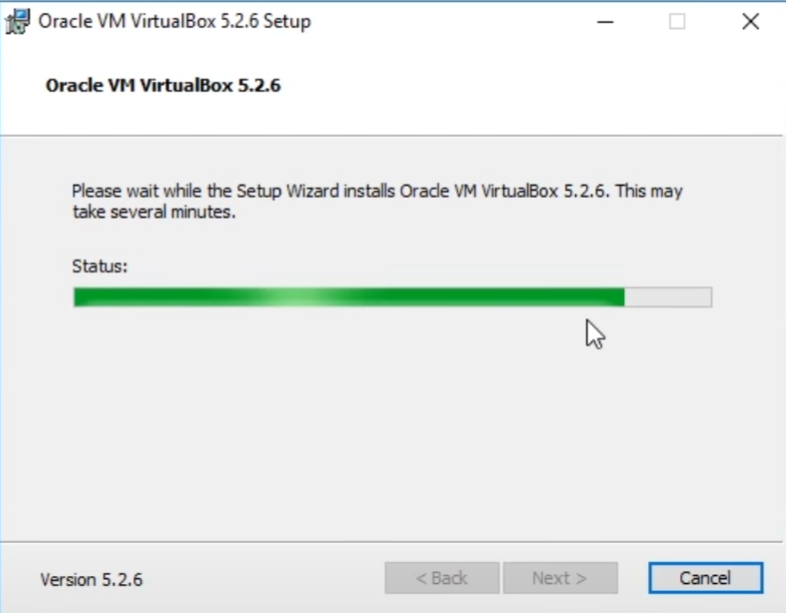 Oracle VM VirtualBox 5.2.6 Setup
Oracle VM VirtualBox 5.2.6
Please wait while the Setup Wizard installs Oracle VM VirtualBox 5.2.6. This may
take several minutes.
Status:
Version 5.2.6
< Back
Next >
Cancel